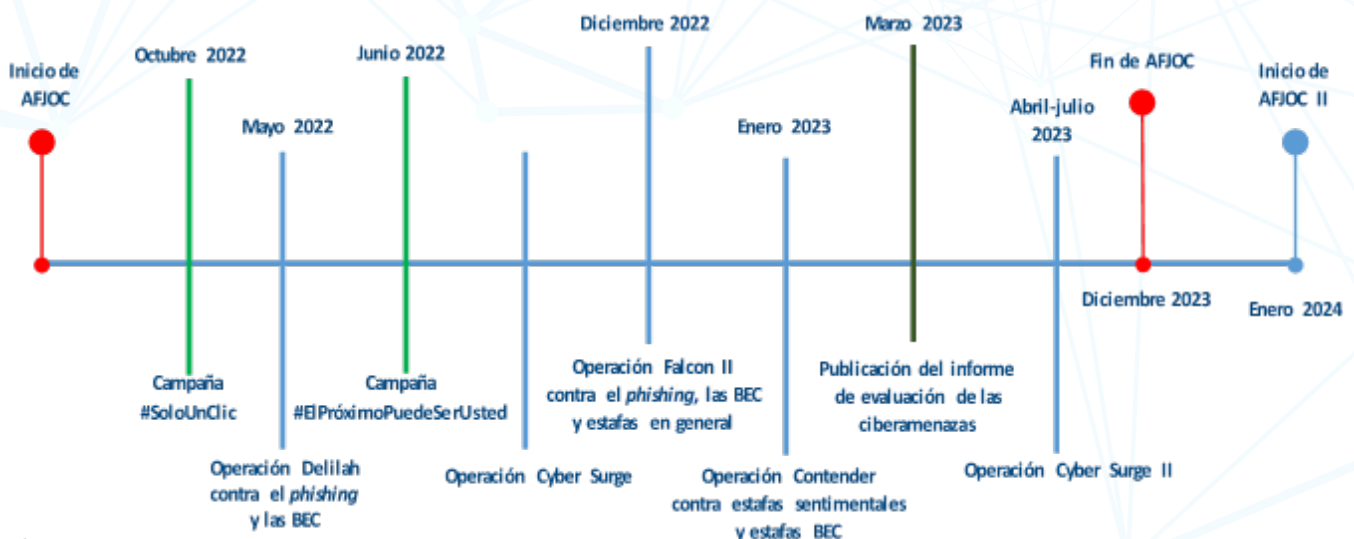 Inicio de
AFJOC
Octubre 2022
Campaña
#SoloUnClic
Mayo 2022
Operación Delilah
contra el phishing
y las BEC
Junio 2022
Campaña
#ElPróximoPuedeSerUsted
Operación Cyber Surge
Diciembre 2022
Operación Falcon II
contra el phishing, las BEC
y estafas en general
Enero 2023
Operación Contender
contra estafas sentimentales
y estafas BEC
Marzo 2023
Publicación del informe
de evaluación de las
ciberamenazas
Abril-julio
2023
Operación Cyber Surge II
Fin de AFJOC
Diciembre 2023
Inicio de
AFJOC II
Enero 2024